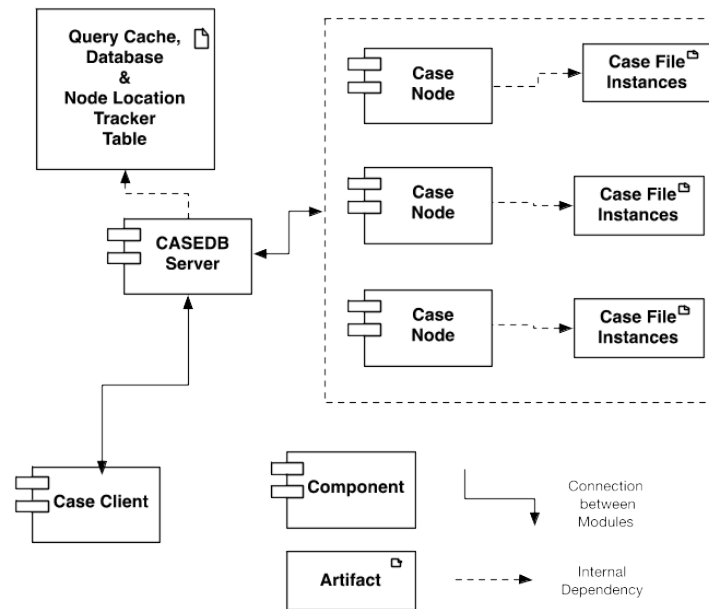 Query Cache,
Database
&
Node Location
Tracker
Table
Case
Node
Case File
Instances
Case
Node
Case File
Instances
CASEDB
Server
Case
Node
Case File
Instances
Case Client
Component
Connection
between
Modules
Artifact
Internal
Dependency